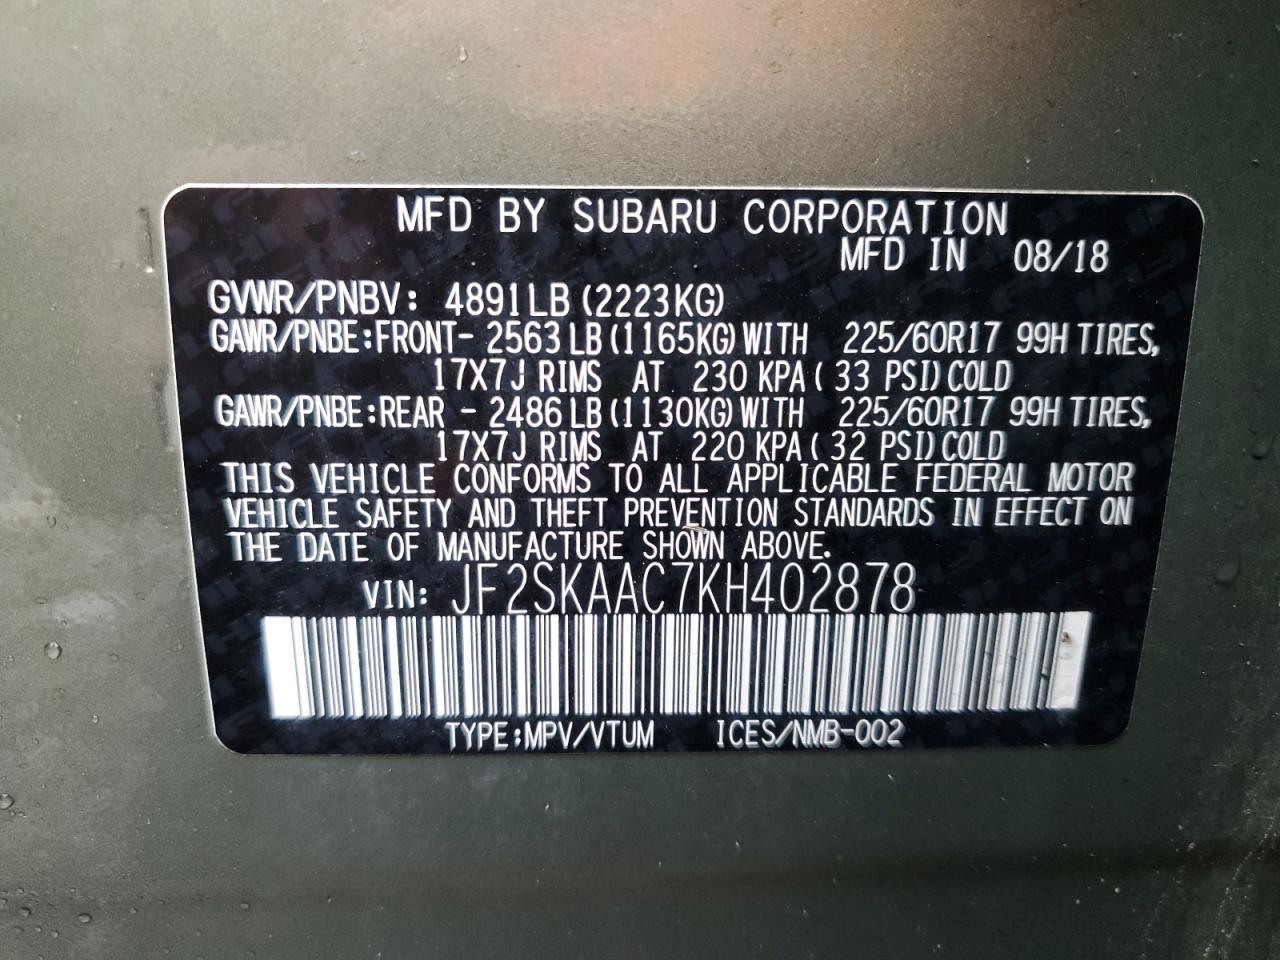 MFD BY SUBARU CORPORATION
MFD IN 08/18
GVWR/PNBV: 4891LB (2223KG)
GAWR/PNBE:FRONT- 2563 LB (1165KG) WITH 225/60R17 99H TIRES,
17X7J RIMS AT 230 KPA ( 33 PSI) COLD
GAWR/PNBE:REAR - 2486 LB (1130KG) WITH 225/60R17 99H TIRES,
17X7J RIMS AT 220 KPA ( 32 PSI) COLD
THIS VEHICLE CONFORMS TO ALL APPLICABLE FEDERAL MOTOR
VEHICLE SAFETY AND THEFT PREVENTION STANDARDS IN EFFECT ON
THE DATE OF MANUFACTURE SHOWN ABOVE.
VIN: JF2SKAAC7KH402878
TYPE:MPV/VTUM ICES/NMB-002